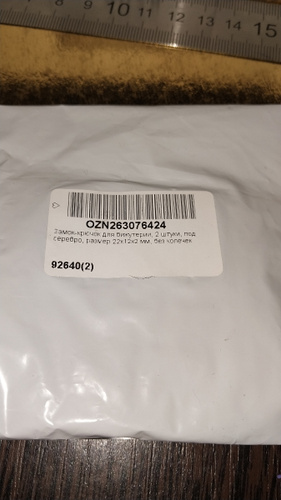 8 9 10 11 12 13 14 15
OZN263076424
Замок-крючок для бижутерии, 2 штуки, под
серебро, размер 22х12х2 мм, без колечек
92640(2)